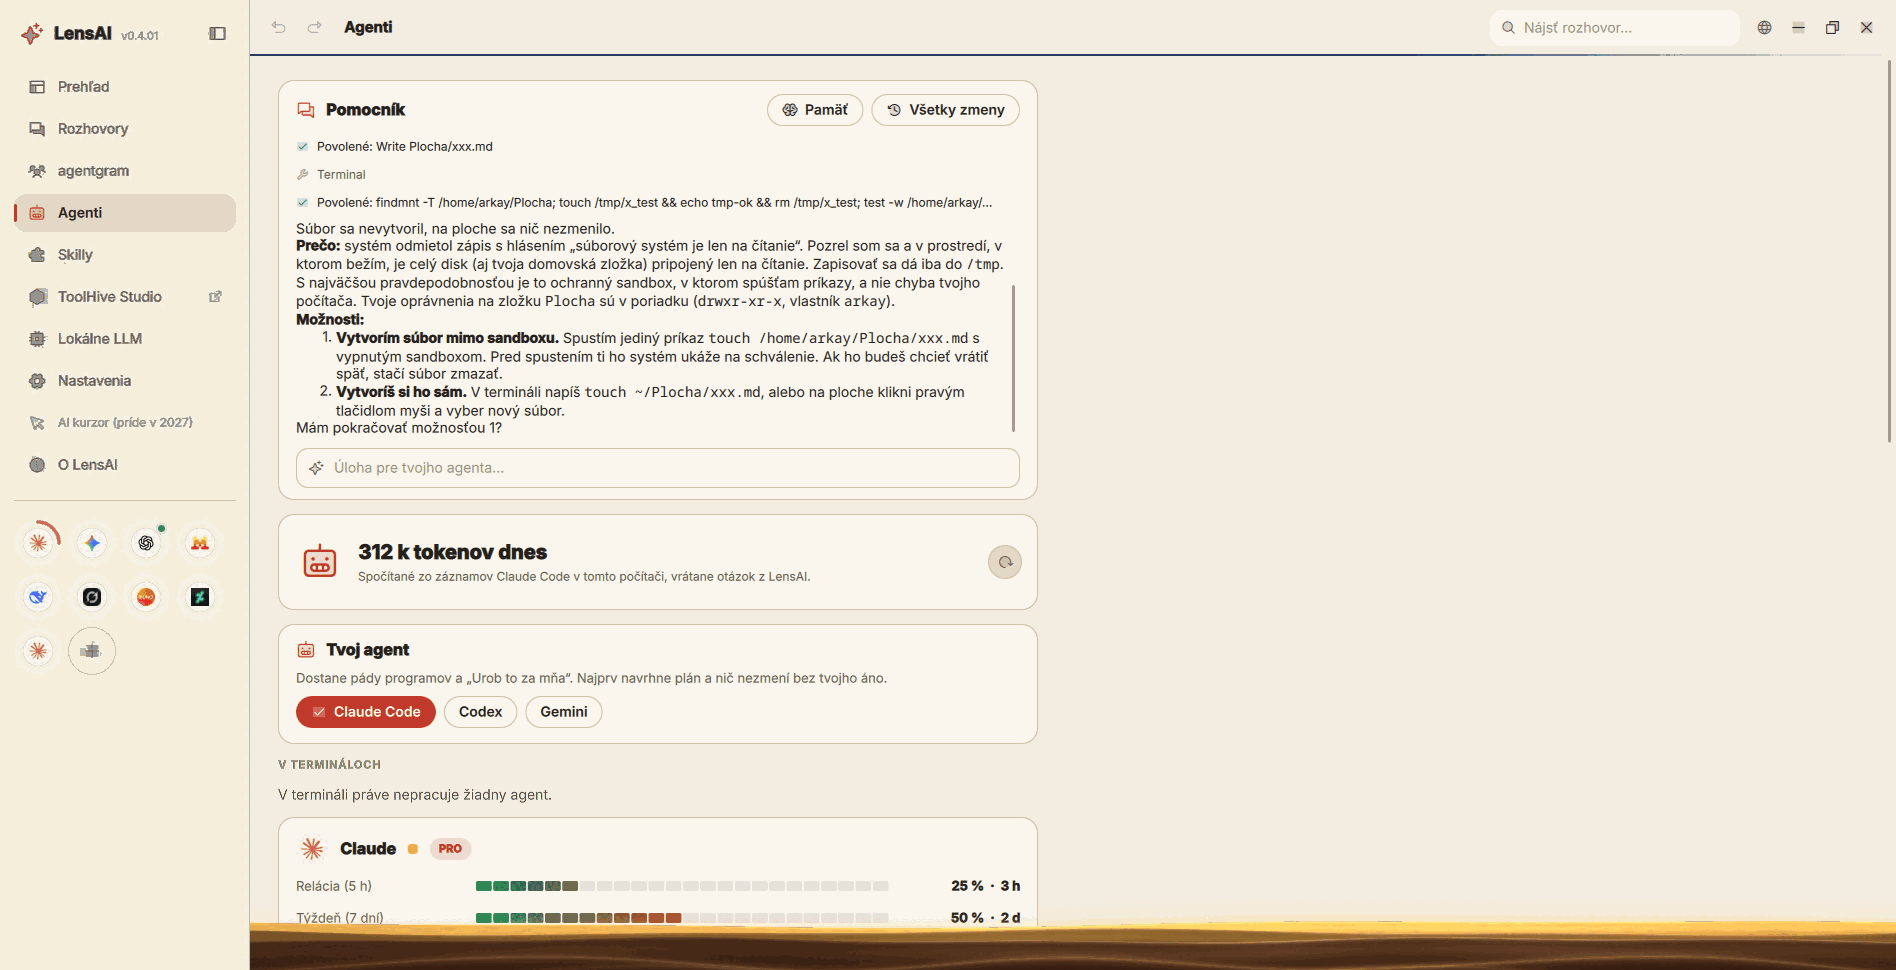 LensAI v0.4.01
Prehľad
Rozhovory
agentgram
Agenti
Skilly
ToolHive Studio
Lokálne LLM
Nastavenia
AI kurzor (príde v 2027)
O LensAI
Agenti
Nájsť rozhovor...
Pomocník
Pamäť
Všetky zmeny
Povolené: Write Plocha/xxx.md
Terminal
Povolené: findmnt -T /home/arkay/Plocha; touch /tmp/x_test && echo tmp-ok && rm /tmp/x_test; test -w /home/arkay/...
Súbor sa nevytvoril, na ploche sa nič nezmenilo.
Prečo: systém odmietol zápis s hlásením „súborový systém je len na čítanie“. Pozrel som sa a v prostredí, v
ktorom bežím, je celý disk (aj tvoja domovská zložka) pripojený len na čítanie. Zapisovať sa dá iba do /tmp.
S najväčšou pravdepodobnosťou je to ochranný sandbox, v ktorom spúšťam príkazy, a nie chyba tvojho
počítača. Tvoje oprávnenia na zložku Plocha sú v poriadku (drwxr-xr-x, vlastník arkay).
Možnosti:
1. Vytvorím súbor mimo sandboxu. Spustím jediný príkaz touch /home/arkay/Plocha/xxx.md s
vypnutým sandboxom. Pred spustením ti ho systém ukáže na schválenie. Ak ho budeš chcieť vrátiť
späť, stačí súbor zmazať.
2. Vytvoríš si ho sám. V termináli napíš touch ~/Plocha/xxx.md, alebo na ploche klikni pravým
tlačidlom myši a vyber nový súbor.
Mám pokračovať možnosťou 1?
Úloha pre tvojho agenta...
312 k tokenov dnes
Spočítané zo záznamov Claude Code v tomto počítači, vrátane otázok z LensAI.
Tvoj agent
Dostane pády programov a „Urob to za mňa“. Najprv navrhne plán a nič nezmení bez tvojho áno.
Claude Code
Codex
Gemini
V TERMINÁLOCH
V termináli práve nepracuje žiadny agent.
Claude PRO
Relácia (5 h) 25 % · 3 h
Týždeň (7 dní) 50 % · 2 d